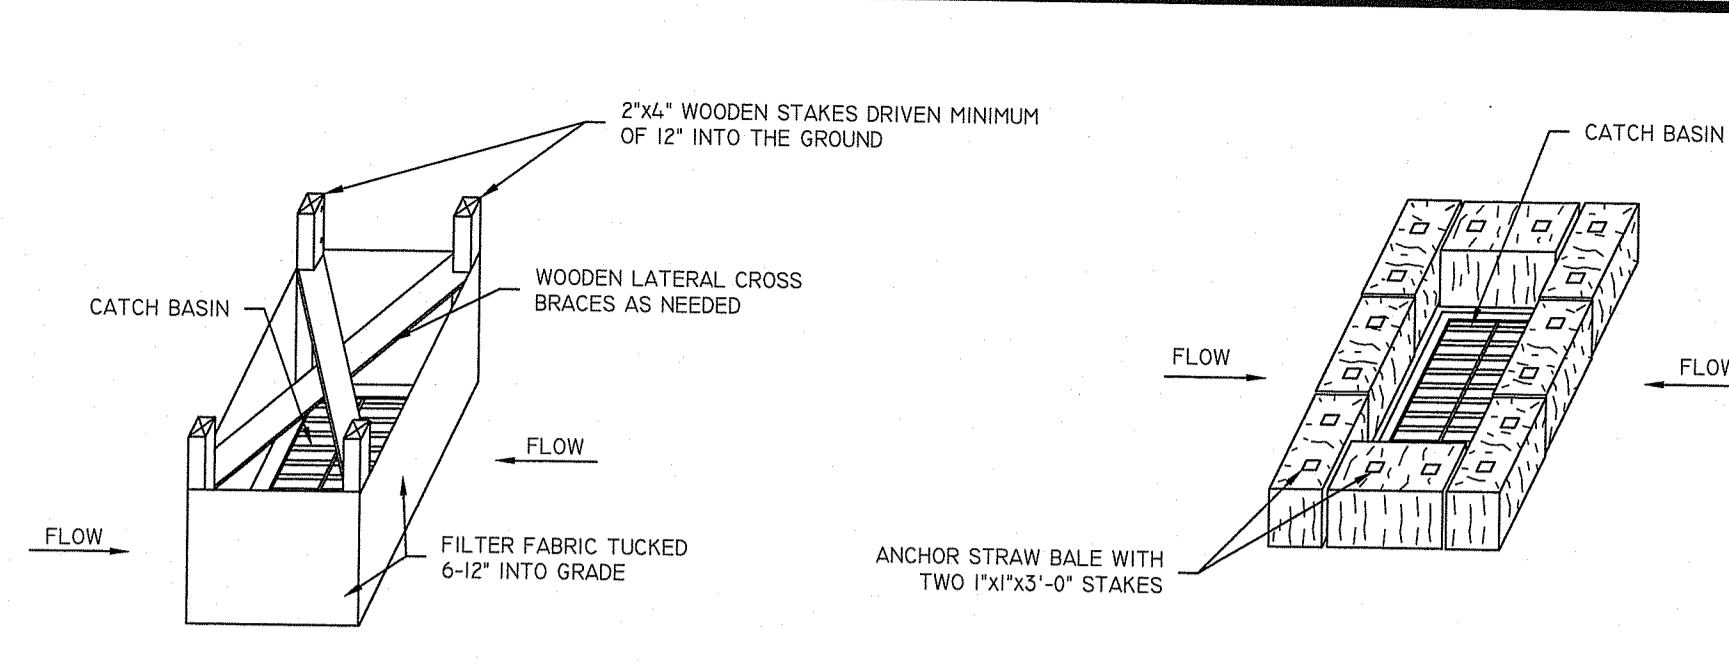 2"x4" WOODEN STAKES DRIVEN MINIMUM
OF 12" INTO THE GROUND
WOODEN LATERAL CROSS
BRACES AS NEEDED
CATCH BASIN
FLOW
FLOW
FILTER FABRIC TUCKED
6-12" INTO GRADE
CATCH BASIN
FLOW
FLOW
ANCHOR STRAW BALE WITH
TWO 1"x1"x3'-0" STAKES